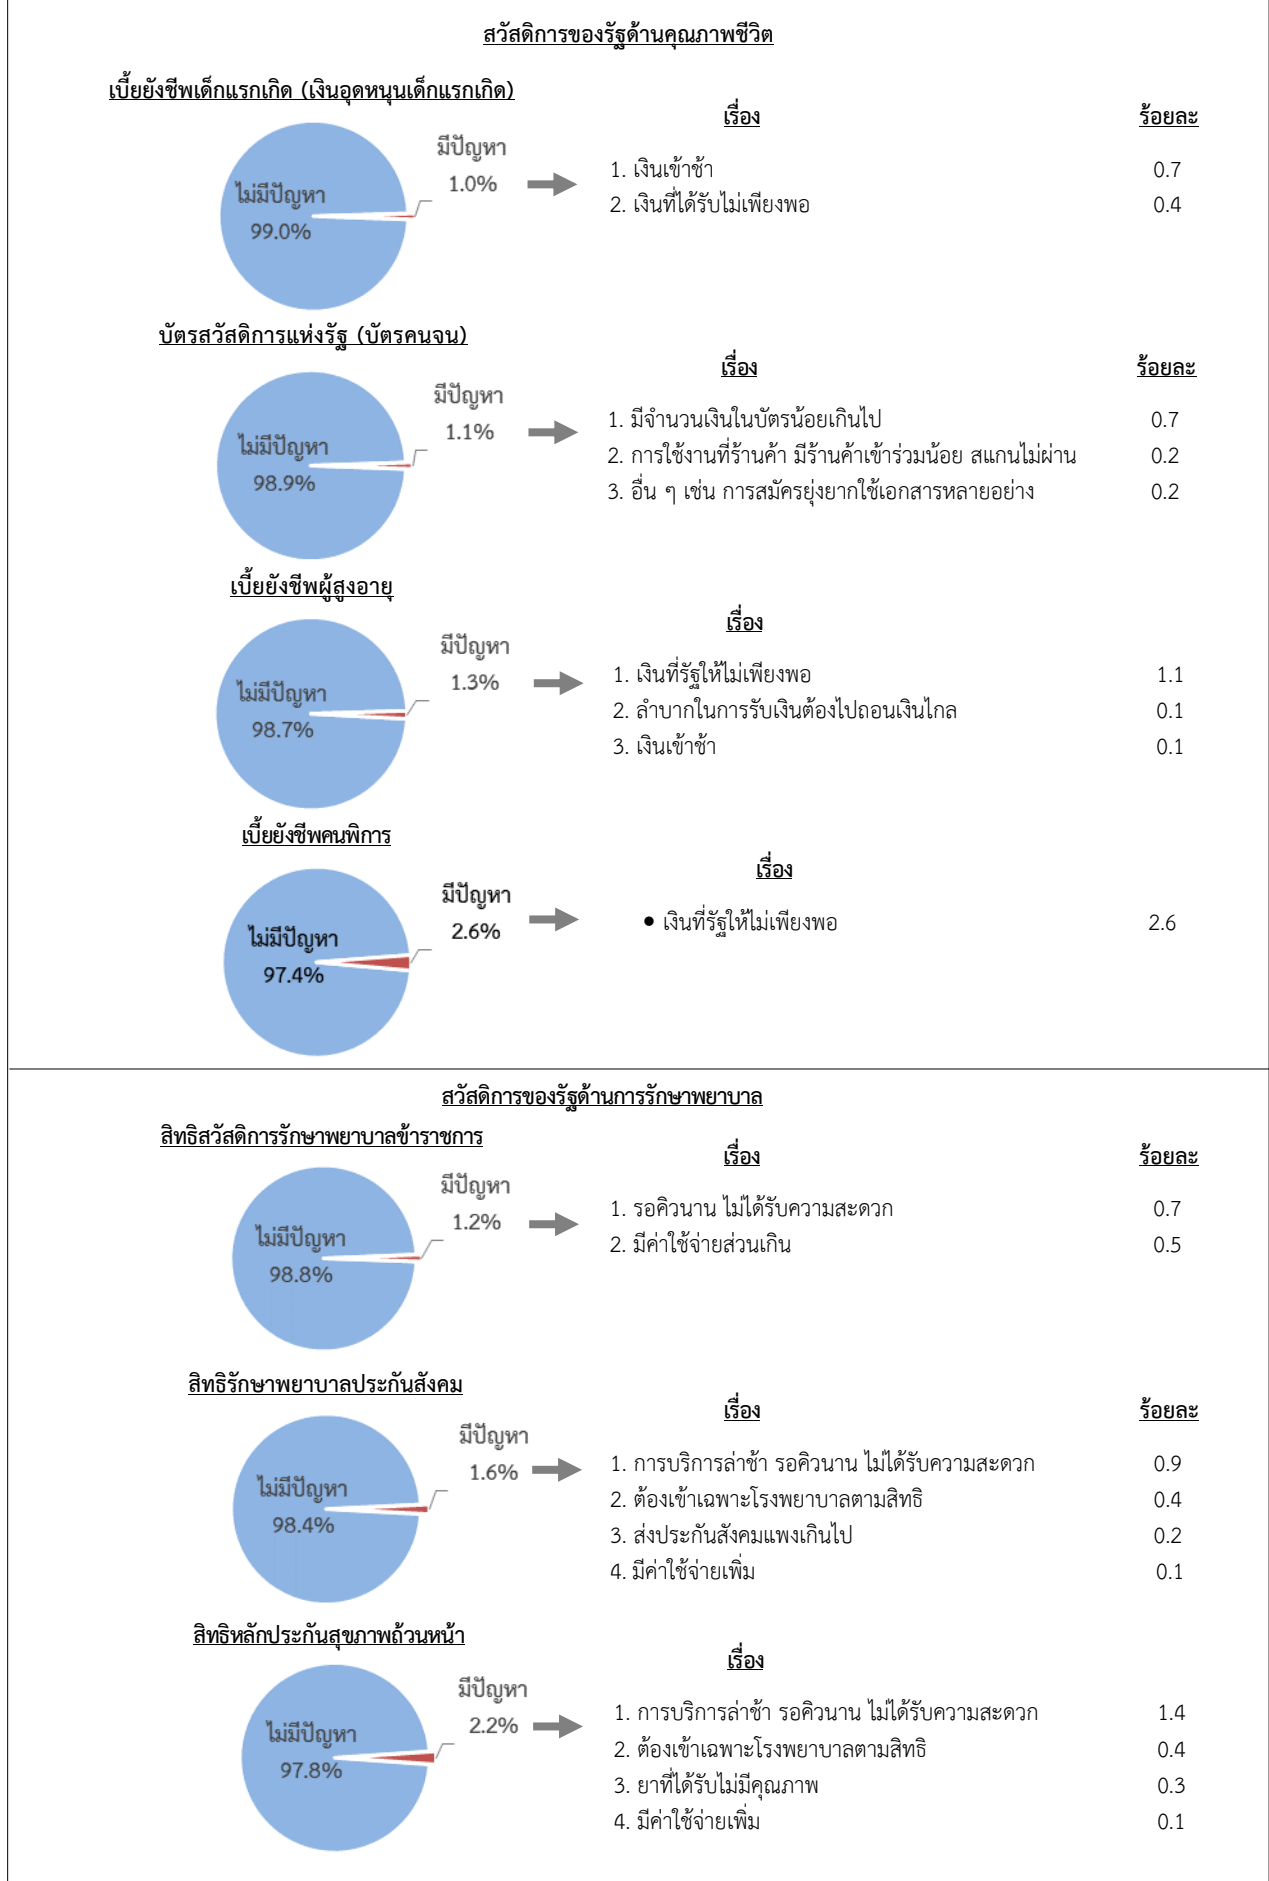 สวัสดิการของรัฐด้านคุณภาพชีวิต
เบี้ยยังชีพเด็กแรกเกิด (เงินอุดหนุนเด็กแรกเกิด)
ไม่มีปัญหา
99.0%
มีปัญหา
1.0%
เรื่อง ร้อยละ
1. เงินเข้าช้า 0.7
2. เงินที่ได้รับไม่เพียงพอ 0.4
บัตรสวัสดิการแห่งรัฐ (บัตรคนจน)
ไม่มีปัญหา
98.9%
มีปัญหา
1.1%
เรื่อง ร้อยละ
1. มีจำนวนเงินในบัตรน้อยเกินไป 0.7
2. การใช้งานที่ร้านค้า มีร้านค้าเข้าร่วมน้อย สแกนไม่ผ่าน 0.2
3. อื่น ๆ เช่น การสมัครยุ่งยากใช้เอกสารหลายอย่าง 0.2
เบี้ยยังชีพผู้สูงอายุ
ไม่มีปัญหา
98.7%
มีปัญหา
1.3%
เรื่อง
1. เงินที่รัฐให้ไม่เพียงพอ 1.1
2. ลำบากในการรับเงินต้องไปถอนเงินไกล 0.1
3. เงินเข้าช้า 0.1
เบี้ยยังชีพคนพิการ
ไม่มีปัญหา
97.4%
มีปัญหา
2.6%
เรื่อง
● เงินที่รัฐให้ไม่เพียงพอ 2.6
สวัสดิการของรัฐด้านการรักษาพยาบาล
สิทธิสวัสดิการรักษาพยาบาลข้าราชการ
ไม่มีปัญหา
98.8%
มีปัญหา
1.2%
เรื่อง ร้อยละ
1. รอคิวนาน ไม่ได้รับความสะดวก 0.7
2. มีค่าใช้จ่ายส่วนเกิน 0.5
สิทธิรักษาพยาบาลประกันสังคม
ไม่มีปัญหา
98.4%
มีปัญหา
1.6%
เรื่อง ร้อยละ
1. การบริการล่าช้า รอคิวนาน ไม่ได้รับความสะดวก 0.9
2. ต้องเข้าเฉพาะโรงพยาบาลตามสิทธิ 0.4
3. ส่งประกันสังคมแพงเกินไป 0.2
4. มีค่าใช้จ่ายเพิ่ม 0.1
สิทธิหลักประกันสุขภาพถ้วนหน้า
ไม่มีปัญหา
97.8%
มีปัญหา
2.2%
เรื่อง
1. การบริการล่าช้า รอคิวนาน ไม่ได้รับความสะดวก 1.4
2. ต้องเข้าเฉพาะโรงพยาบาลตามสิทธิ 0.4
3. ยาที่ได้รับไม่มีคุณภาพ 0.3
4. มีค่าใช้จ่ายเพิ่ม 0.1